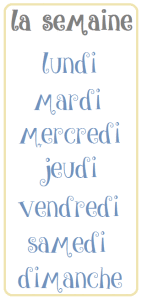 la semaine
lundi
mardi
mercredi
jeudi
vendredi
samedi
dimanche